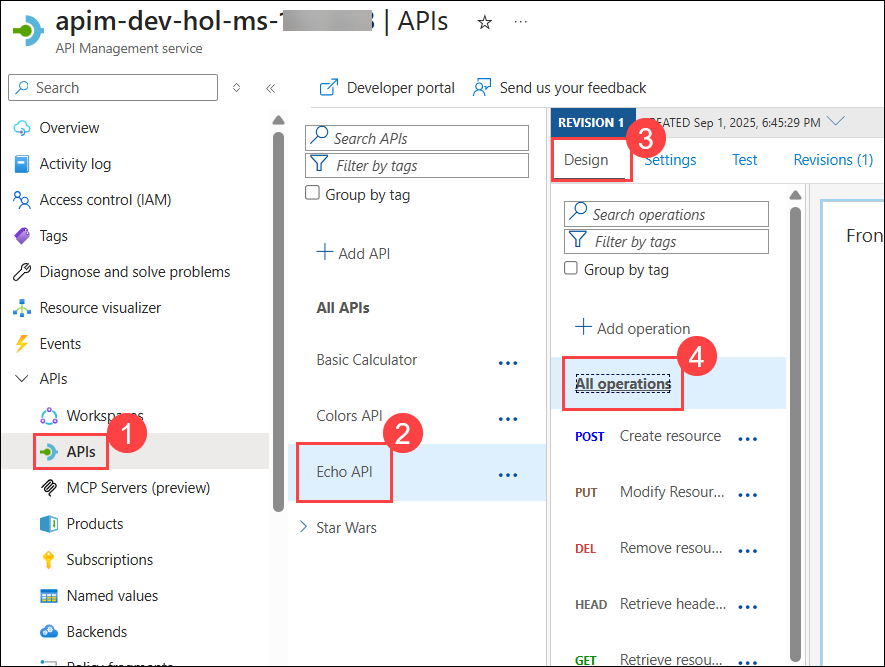 apim-dev-hol-ms- | APIs
API Management service
Search
Developer portal
Send us your feedback
Overview
Activity log
Access control (IAM)
Tags
Diagnose and solve problems
Resource visualizer
Events
APIs
Workspaces
1
APIs
MCP Servers (preview)
Products
Subscriptions
Named values
Backends
Policy fragments
Search APIs
Filter by tags
Group by tag
Add API
All APIs
Basic Calculator
Colors API
2
Echo API
Star Wars
REVISION 1
CREATED Sep 1, 2025, 6:45:29 PM
3
Design
Settings
Test
Revisions (1)
Search operations
Filter by tags
Group by tag
Add operation
4
All operations
POST Create resource
PUT Modify Resour...
DEL Remove resou...
HEAD Retrieve heade...
GET Retrieve resou...
Fron